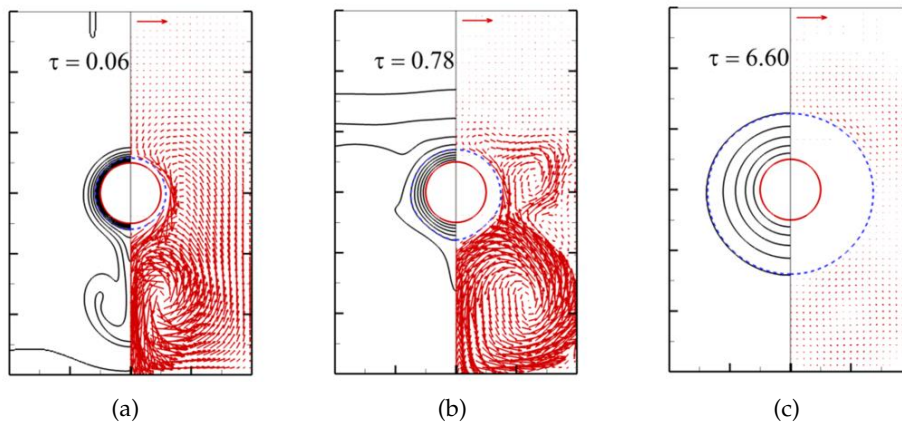 τ = 0.06
τ = 0.78
τ = 6.60
(a)
(b)
(c)